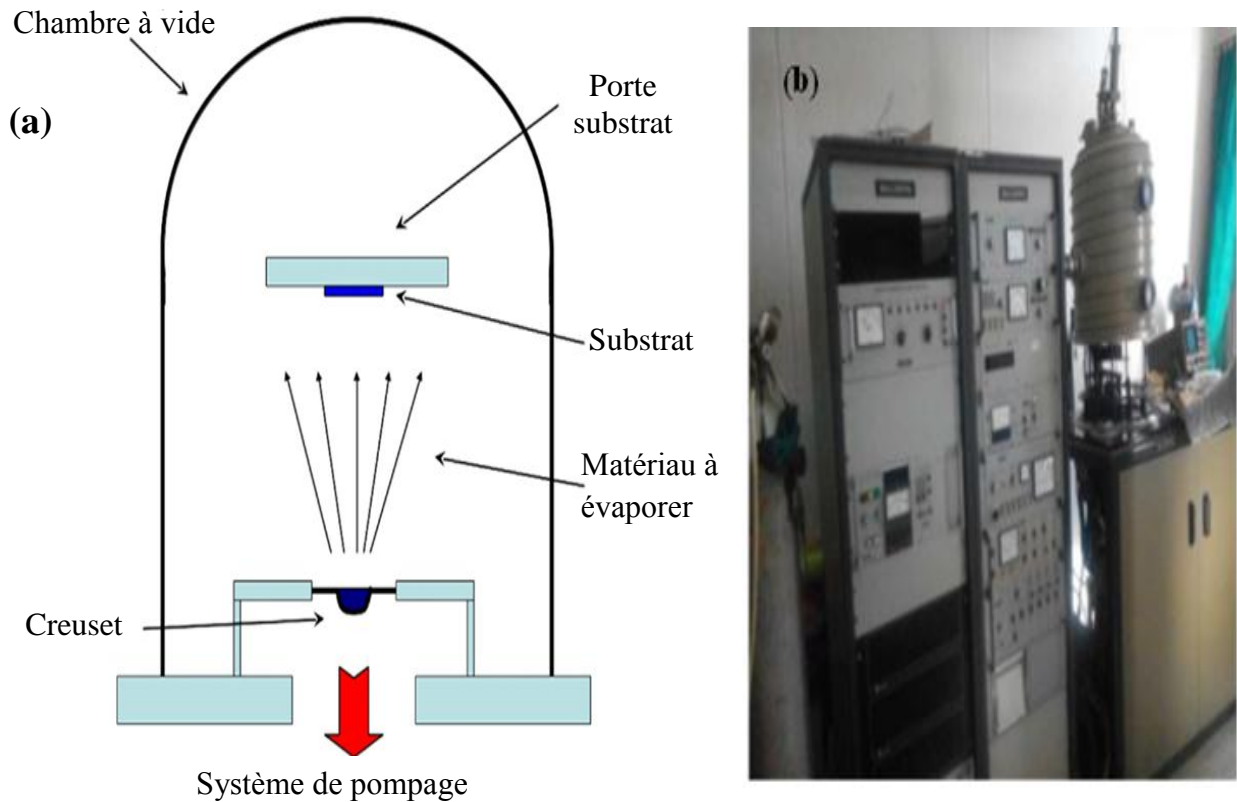 Chambre à vide
(a)
Porte
substrat
Substrat
Matériau à
évaporer
Creuset
Système de pompage
(b)